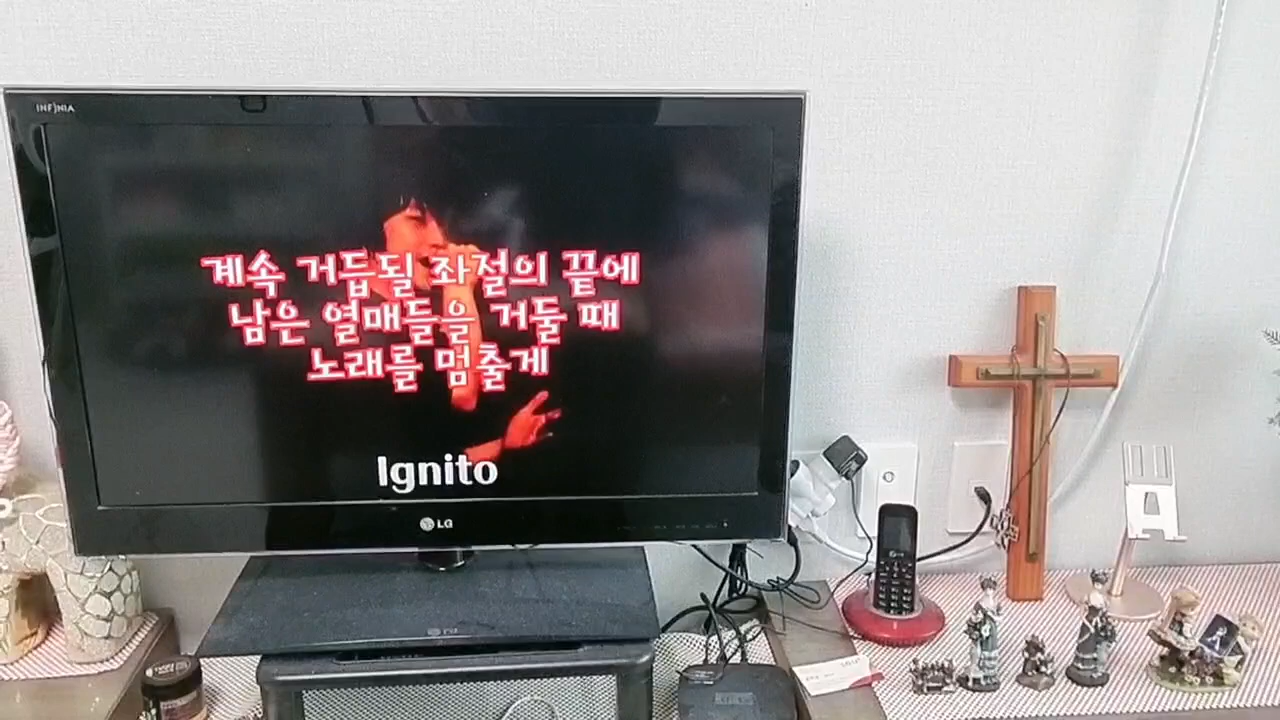 INFINIA
계속 거듭될 좌절의 끝에
남은 열매들을 거둘 때
노래를 멈출게
Ignito
LG